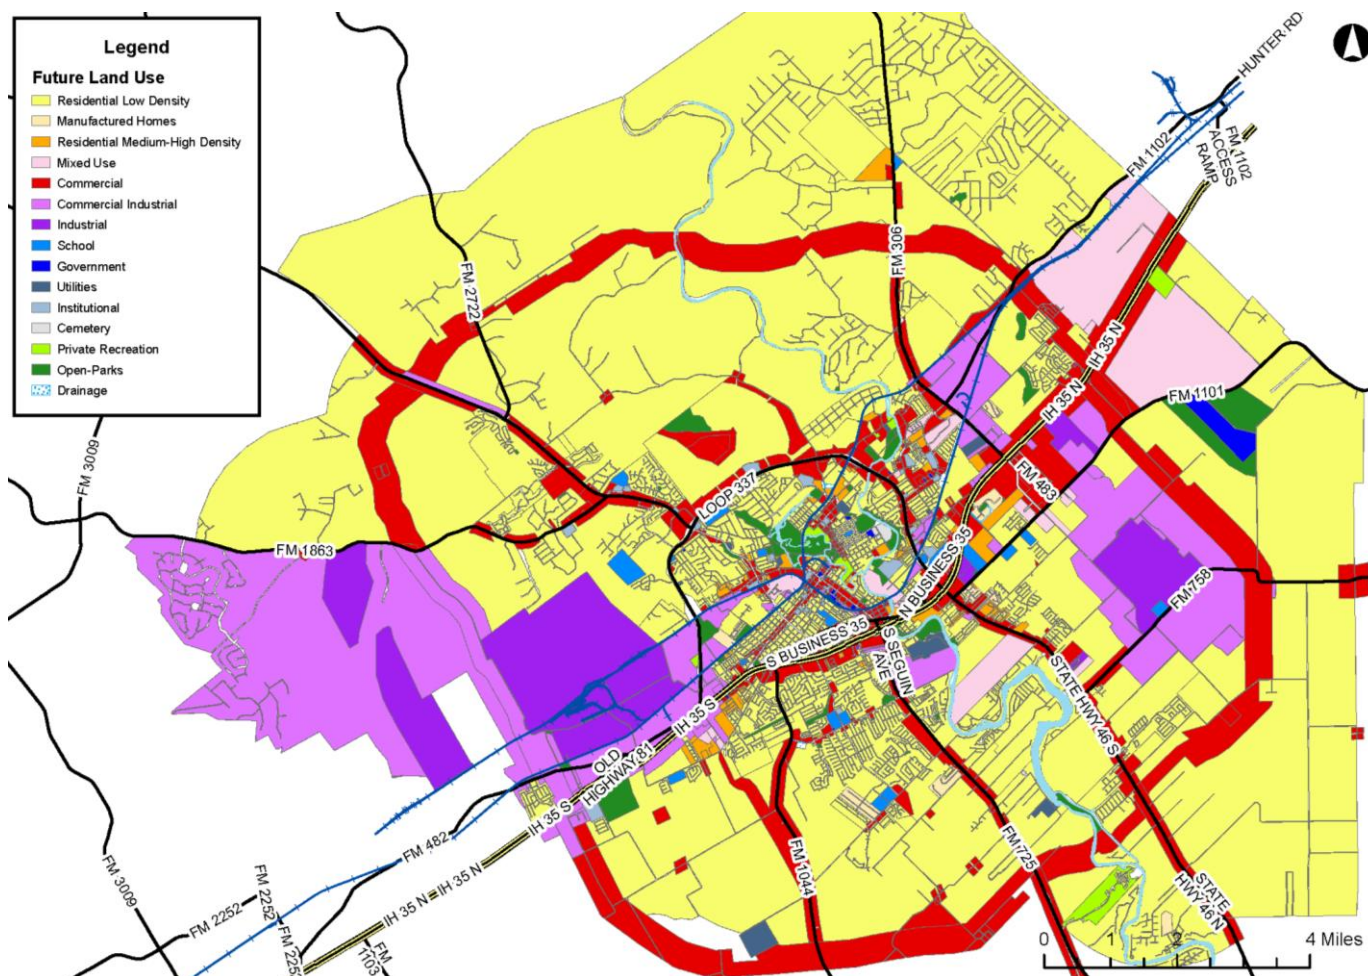 Legend
Future Land Use
Residential Low Density
Manufactured Homes
Residential Medium-High Density
Mixed Use
Commercial
Commercial Industrial
Industrial
School
Government
Utilities
Institutional
Cemetery
Private Recreation
Open-Parks
Drainage
HUNTER RD
FM 1102
FM 1102
ACCESS
RAMP
FM 306
FM 2722
IH 35 N
IH 35 N
FM 1101
FM 3009
FM 483
LOOP 337
FM 1863
N BUSINESS 35
FM 758
S BUSINESS 35
S SEGUIN
AVE
STATE HWY 46 S
IH 35 S
OLD
HIGHWAY 81
IH 35 S
FM 482
IH 35 N
IH 35 N
FM 725
FM 1044
FM 3009
FM 2252
FM 2252
FM 2252
FM
1103
STATE
HWY 46 N
0 1 2 4 Miles